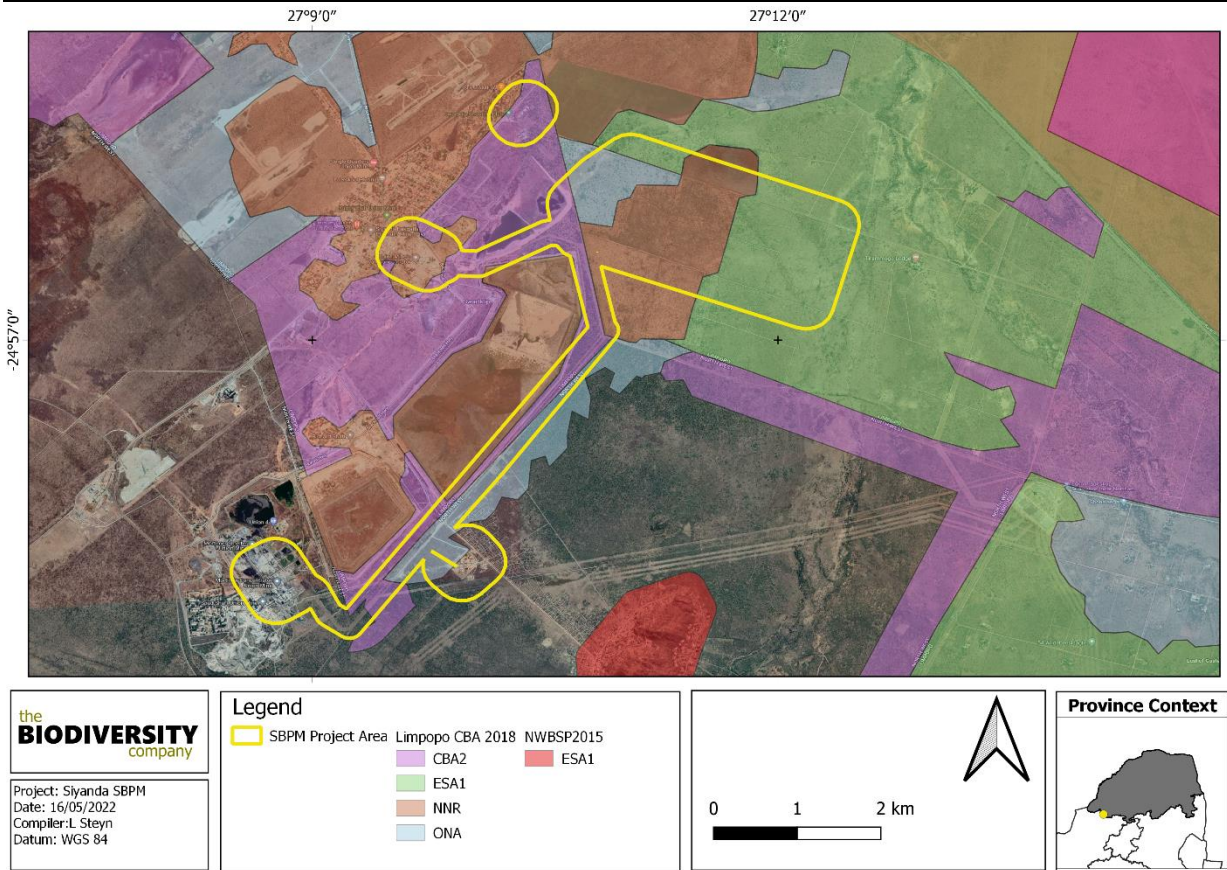 27°9'0"
27°12'0"
-24°57'0"
the
BIODIVERSITY
company
Project: Siyanda SBPM
Date: 16/05/2022
Compiler:L Steyn
Datum: WGS 84
Legend
SBPM Project Area
Limpopo CBA 2018
CBA2
ESA1
NNR
ONA
NWBSP2015
ESA1
0 1 2 km
Province Context